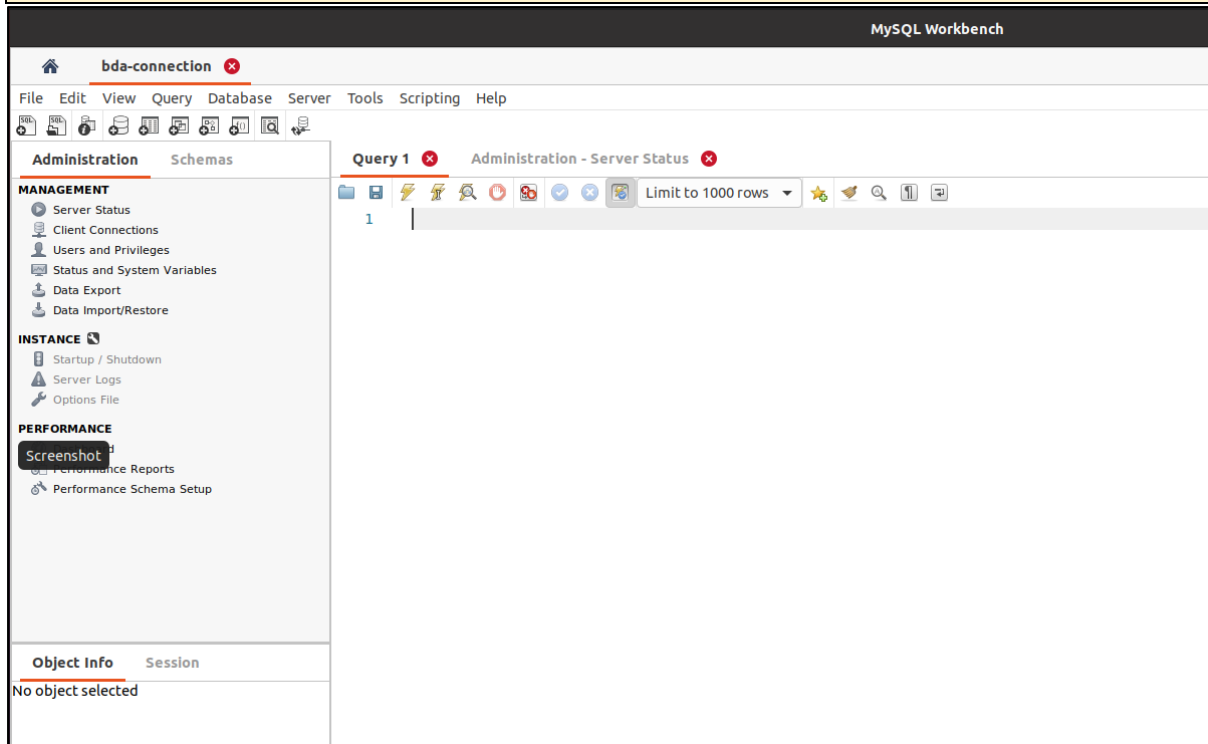 MySQL Workbench
bda-connection
File Edit View Query Database Server Tools Scripting Help
Administration Schemas
Query 1 Administration - Server Status
MANAGEMENT
Server Status
Client Connections
Users and Privileges
Status and System Variables
Data Export
Data Import/Restore
INSTANCE
Startup / Shutdown
Server Logs
Options File
PERFORMANCE
Screenshot
Performance Reports
Performance Schema Setup
Limit to 1000 rows
1
Object Info Session
No object selected